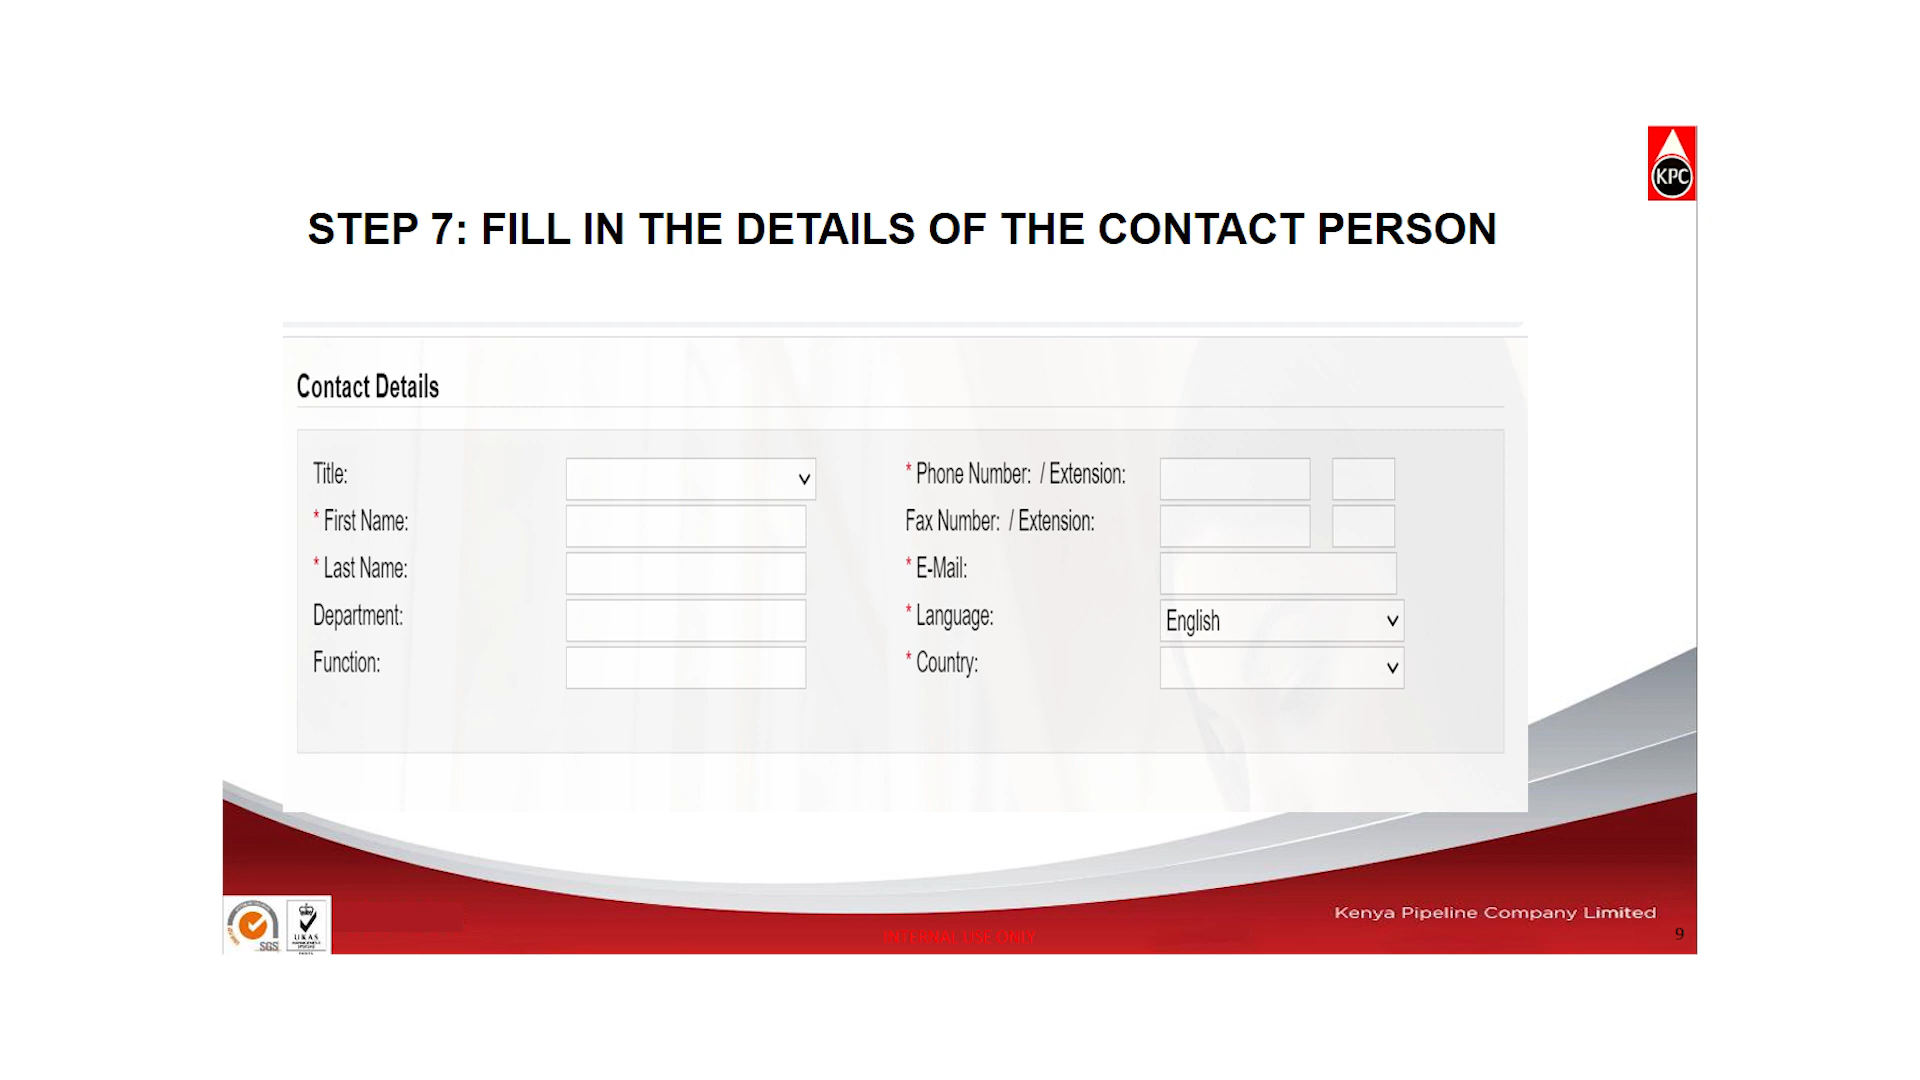 KPC
STEP 7: FILL IN THE DETAILS OF THE CONTACT PERSON
Contact Details
Title:
* First Name:
* Last Name:
Department:
Function:
* Phone Number: / Extension:
Fax Number: / Extension:
* E-Mail:
* Language: English
* Country:
Kenya Pipeline Company Limited
INTERNAL USE ONLY
9
SGS
UKAS